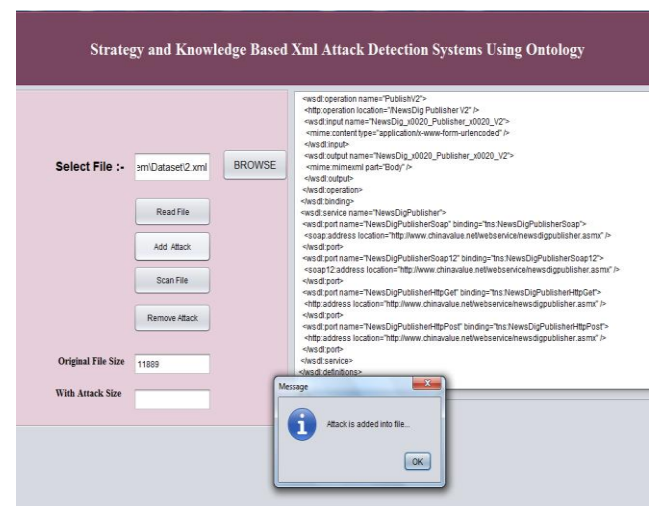 Strategy and Knowledge Based Xml Attack Detection Systems Using Ontology
Select File :-
em\Dataset\2.xml
BROWSE
Read File
Add Attack
Scan File
Remove Attack
Original File Size
11889
With Attack Size
<wsdl:operation name="PublishV2">
<http:operation location="/NewsDig Publisher V2" />
<wsdl:input name="NewsDig_x0020_Publisher_x0020_V2">
<mime:content type="application/x-www-form-urlencoded" />
</wsdl:input>
<wsdl:output name="NewsDig_x0020_Publisher_x0020_V2">
<mime:mimexml part="Body" />
</wsdl:output>
</wsdl:operation>
</wsdl:binding>
<wsdl:service name="NewsDigPublisher">
<wsdl:port name="NewsDigPublisherSoap" binding="tns:NewsDigPublisherSoap">
<soap:address location="http://www.chinavalue.net/webservice/newsdigpublisher.asmx" />
</wsdl:port>
<wsdl:port name="NewsDigPublisherSoap12" binding="tns:NewsDigPublisherSoap12">
<soap12:address location="http://www.chinavalue.net/webservice/newsdigpublisher.asmx" />
</wsdl:port>
<wsdl:port name="NewsDigPublisherHttpGet" binding="tns:NewsDigPublisherHttpGet">
<http:address location="http://www.chinavalue.net/webservice/newsdigpublisher.asmx" />
</wsdl:port>
<wsdl:port name="NewsDigPublisherHttpPost" binding="tns:NewsDigPublisherHttpPost">
<http:address location="http://www.chinavalue.net/webservice/newsdigpublisher.asmx" />
</wsdl:port>
</wsdl:service>
</wsdl:definitions>
Message
Attack is added into file...
OK